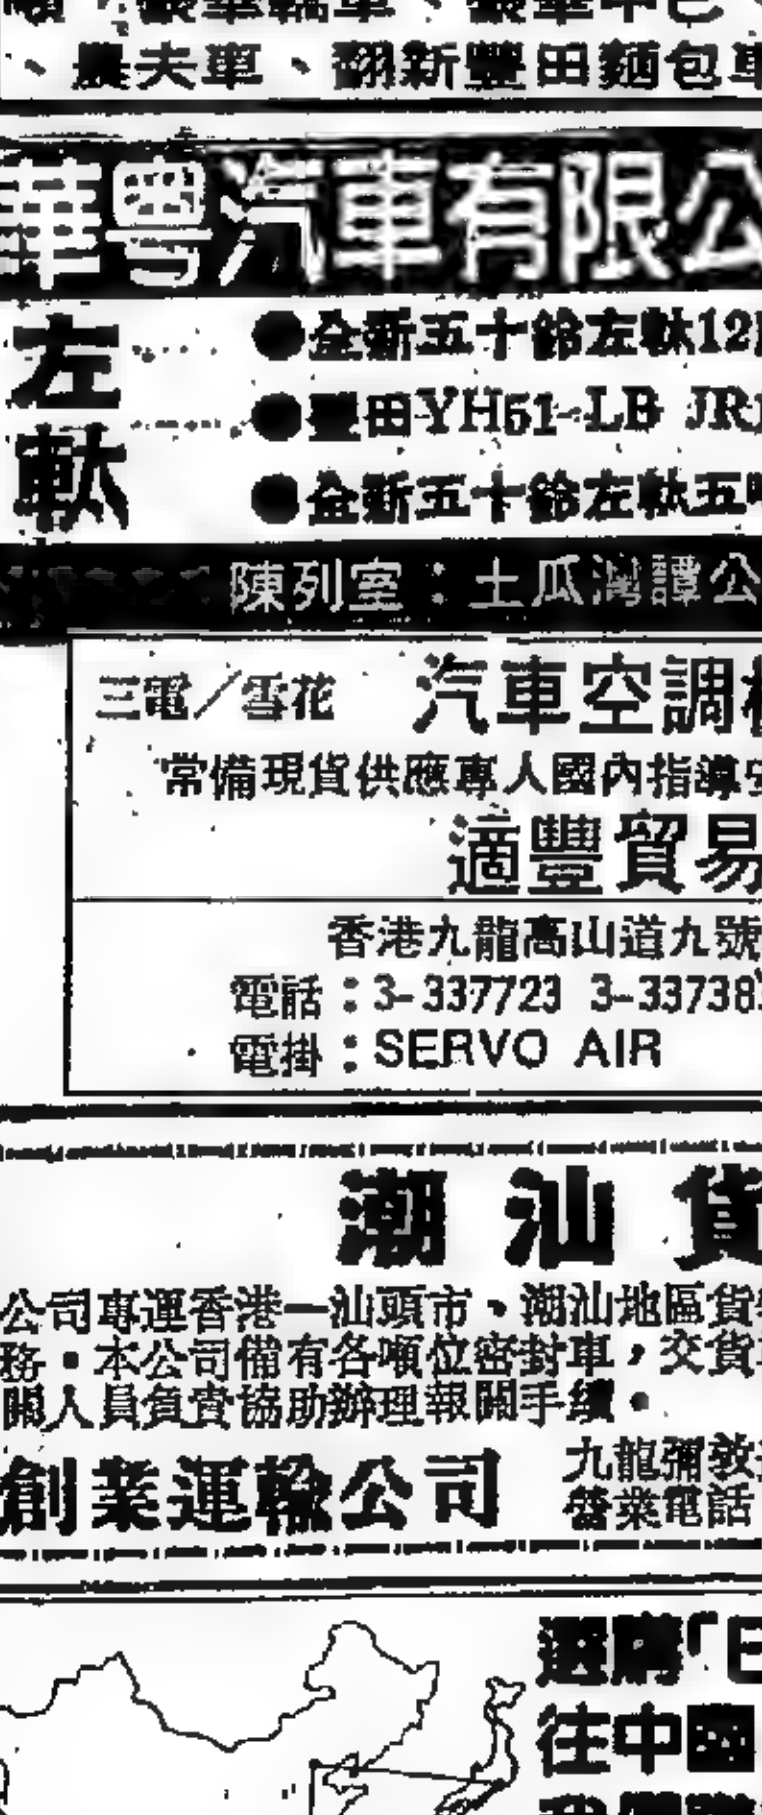 、農夫車、翻新豐田麵包車
華粵汽車有限公
左軚
●全新五十鈴左軚12
●豐田YH51-LB JR
●全新五十鈴左軚五
陳列室：土瓜灣譚公
三電／雪花 汽車空調
常備現貨供應專人國內指導
適豐貿易
香港九龍高山道九號
電話：3-337723 3-33738
電掛：SERVO AIR
潮汕貨
公司專運香港—汕頭市、潮汕地區貨
務。本公司備有各噸位密封車，交貨
關人員負責協助辦理報關手續。
創業運輸公司
九龍彌敦
營業電話
選購「日
往中國